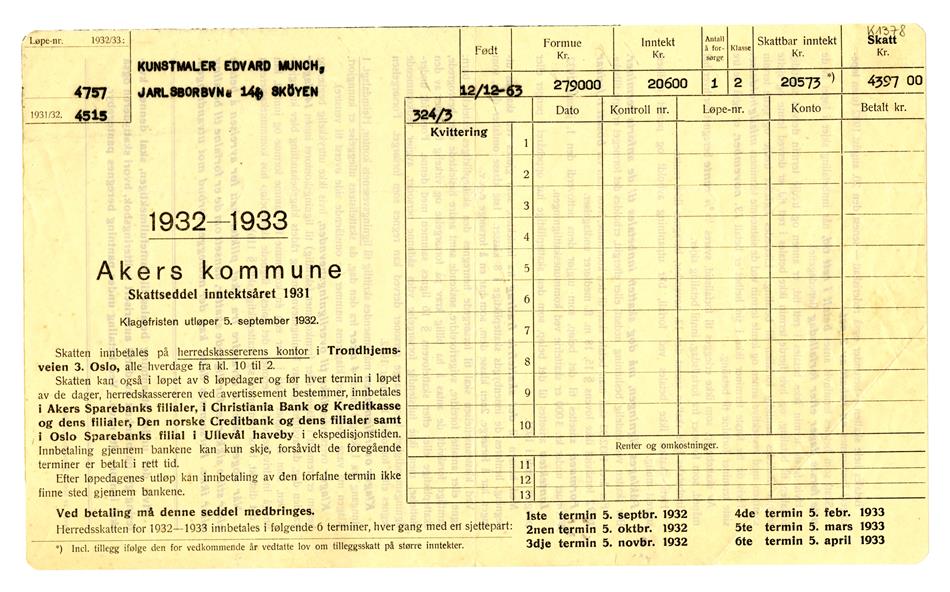 K1378
Løpe-nr. 1932/33:
Født
Formue Kr.
Inntekt Kr.
Antall å for-sørge
Klasse
Skattbar inntekt Kr.
Skatt Kr.
KUNSTMALER EDVARD MUNCH,
4757 JARLSBORBVN. 14 SKÖYEN
12/12-63 279000 20600 1 2 20573 *) 4397 00
1931/32. 4515
324/3
Kvittering
Dato Kontroll nr. Løpe-nr. Konto Betalt kr.
1
2
3
4
5
6
7
8
9
10
Renter og omkostninger.
11
12
13
1932—1933
Akers kommune
Skattseddel inntektsåret 1931
Klagefristen utløper 5. september 1932.
Skatten innbetales på herredskassererens kontor i Trondhjems-
veien 3. Oslo, alle hverdage fra kl. 10 til 2.
Skatten kan også i løpet av 8 løpedager og før hver termin i løpet
av de dager, herredskassereren ved avertissement bestemmer, innbetales
i Akers Sparebanks filialer, i Christiania Bank og Kreditkasse
og dens filialer, Den norske Creditbank og dens filialer samt
i Oslo Sparebanks filial i Ullevål haveby i ekspedisjonstiden.
Innbetaling gjennem bankene kan kun skje, forsåvidt de foregående
terminer er betalt i rett tid.
Efter løpedagenes utløp kan innbetaling av den forfalne termin ikke
finne sted gjennem bankene.
Ved betaling må denne seddel medbringes.
Herredsskatten for 1932—1933 innbetales i følgende 6 terminer, hver gang med en sjettepart:
*) Incl. tillegg ifølge den for vedkommende år vedtatte lov om tilleggsskatt på større inntekter.
1ste termin 5. septbr. 1932
2nen termin 5. oktbr. 1932
3dje termin 5. novbr. 1932
4de termin 5. febr. 1933
5te termin 5. mars 1933
6te termin 5. april 1933